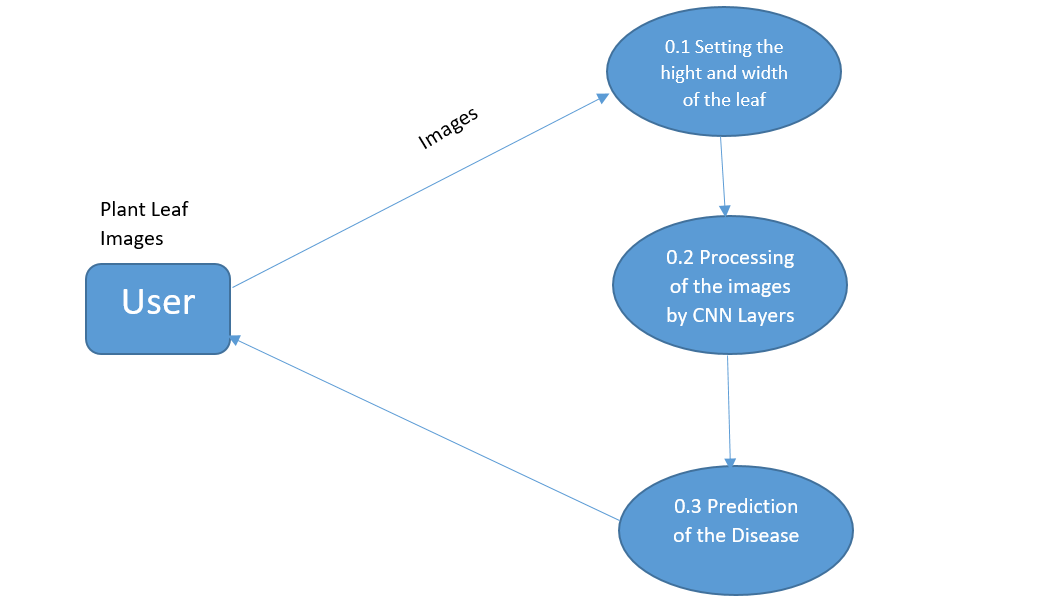 Plant Leaf
Images
User
Images
0.1 Setting the
hight and width
of the leaf
0.2 Processing
of the images
by CNN Layers
0.3 Prediction
of the Disease